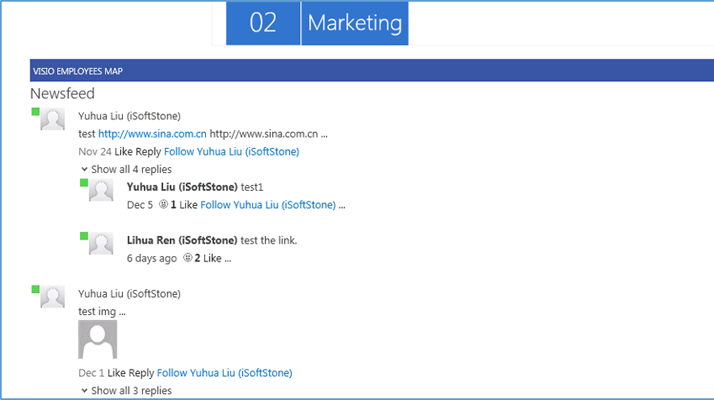 02 Marketing
VISIO EMPLOYEES MAP
Newsfeed
Yuhua Liu (iSoftStone)
test http://www.sina.com.cn http://www.sina.com.cn ...
Nov 24 Like Reply Follow Yuhua Liu (iSoftStone)
Show all 4 replies
Yuhua Liu (iSoftStone) test1
Dec 5 1 Like Follow Yuhua Liu (iSoftStone) ...
Lihua Ren (iSoftStone) test the link.
6 days ago 2 Like ...
Yuhua Liu (iSoftStone)
test img ...
Dec 1 Like Reply Follow Yuhua Liu (iSoftStone)
Show all 3 replies